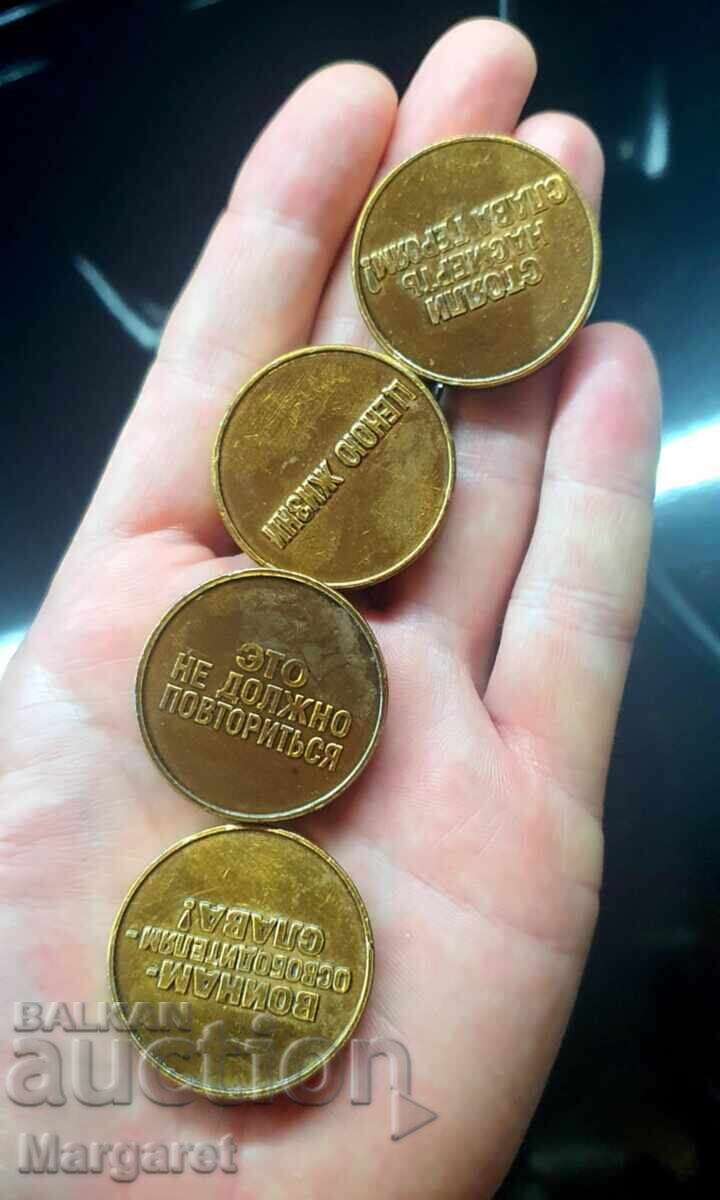 СТОЯЛИ
НАСМЕРТЬ
СЛАВА ГЕРОЯМ!
ЦЕНОЮ ЖИЗНИ
ЭТО
НЕ ДОЛЖНО
ПОВТОРИТЬСЯ
ВОИНАМ-
ОСВОБОДИТЕЛЯМ-
СЛАВА!
BALKAN
auction
Margaret